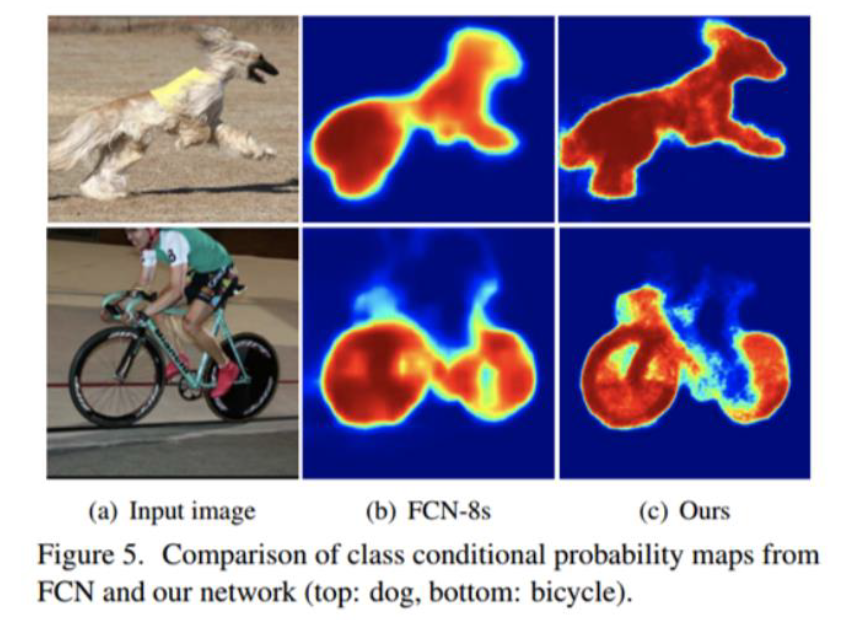 (a) Input image
(b) FCN-8s
(c) Ours
Figure 5. Comparison of class conditional probability maps from
FCN and our network (top: dog, bottom: bicycle).